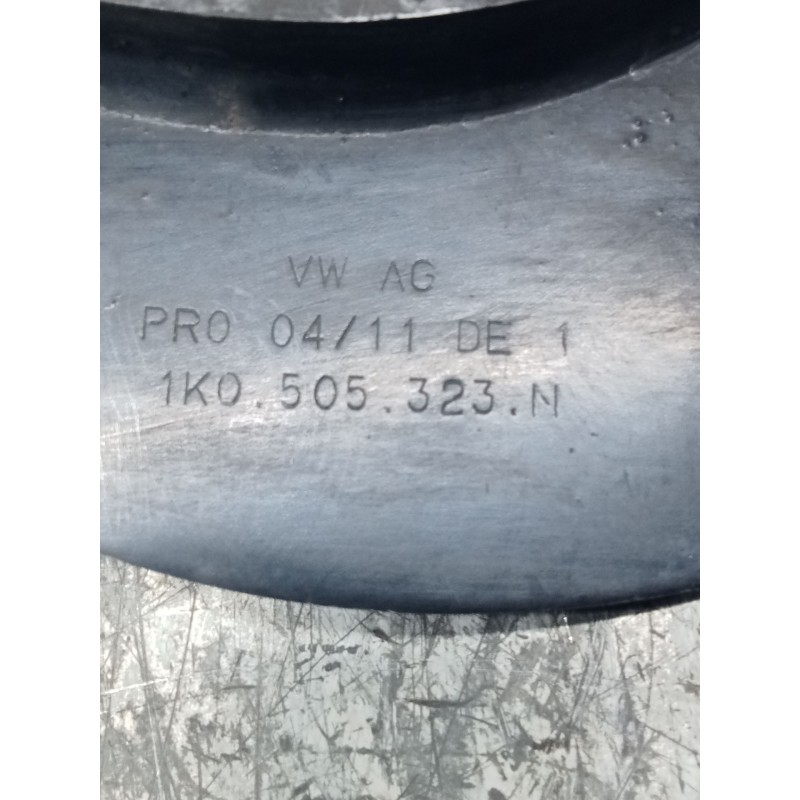 VW AG
PRO 04/11 DE 1
1K0.505.323.N